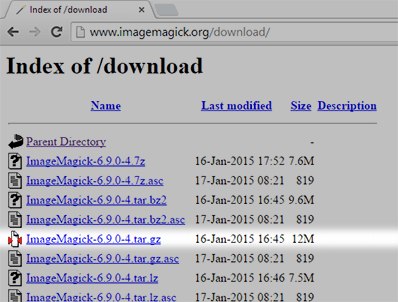 Index of /download
www.imagemagick.org/download/
Index of /download
Name Last modified Size Description
Parent Directory -
ImageMagick-6.9.0-4.7z 16-Jan-2015 17:52 7.6M
ImageMagick-6.9.0-4.7z.asc 17-Jan-2015 08:21 819
ImageMagick-6.9.0-4.tar.bz2 16-Jan-2015 16:45 9.6M
ImageMagick-6.9.0-4.tar.bz2.asc 17-Jan-2015 08:21 819
ImageMagick-6.9.0-4.tar.gz 16-Jan-2015 16:45 12M
ImageMagick-6.9.0-4.tar.gz.asc 17-Jan-2015 08:21 819
ImageMagick-6.9.0-4.tar.lz 16-Jan-2015 16:46 7.5M
ImageMagick-6.9.0-4.tar.lz.asc 17-Jan-2015 08:21 819